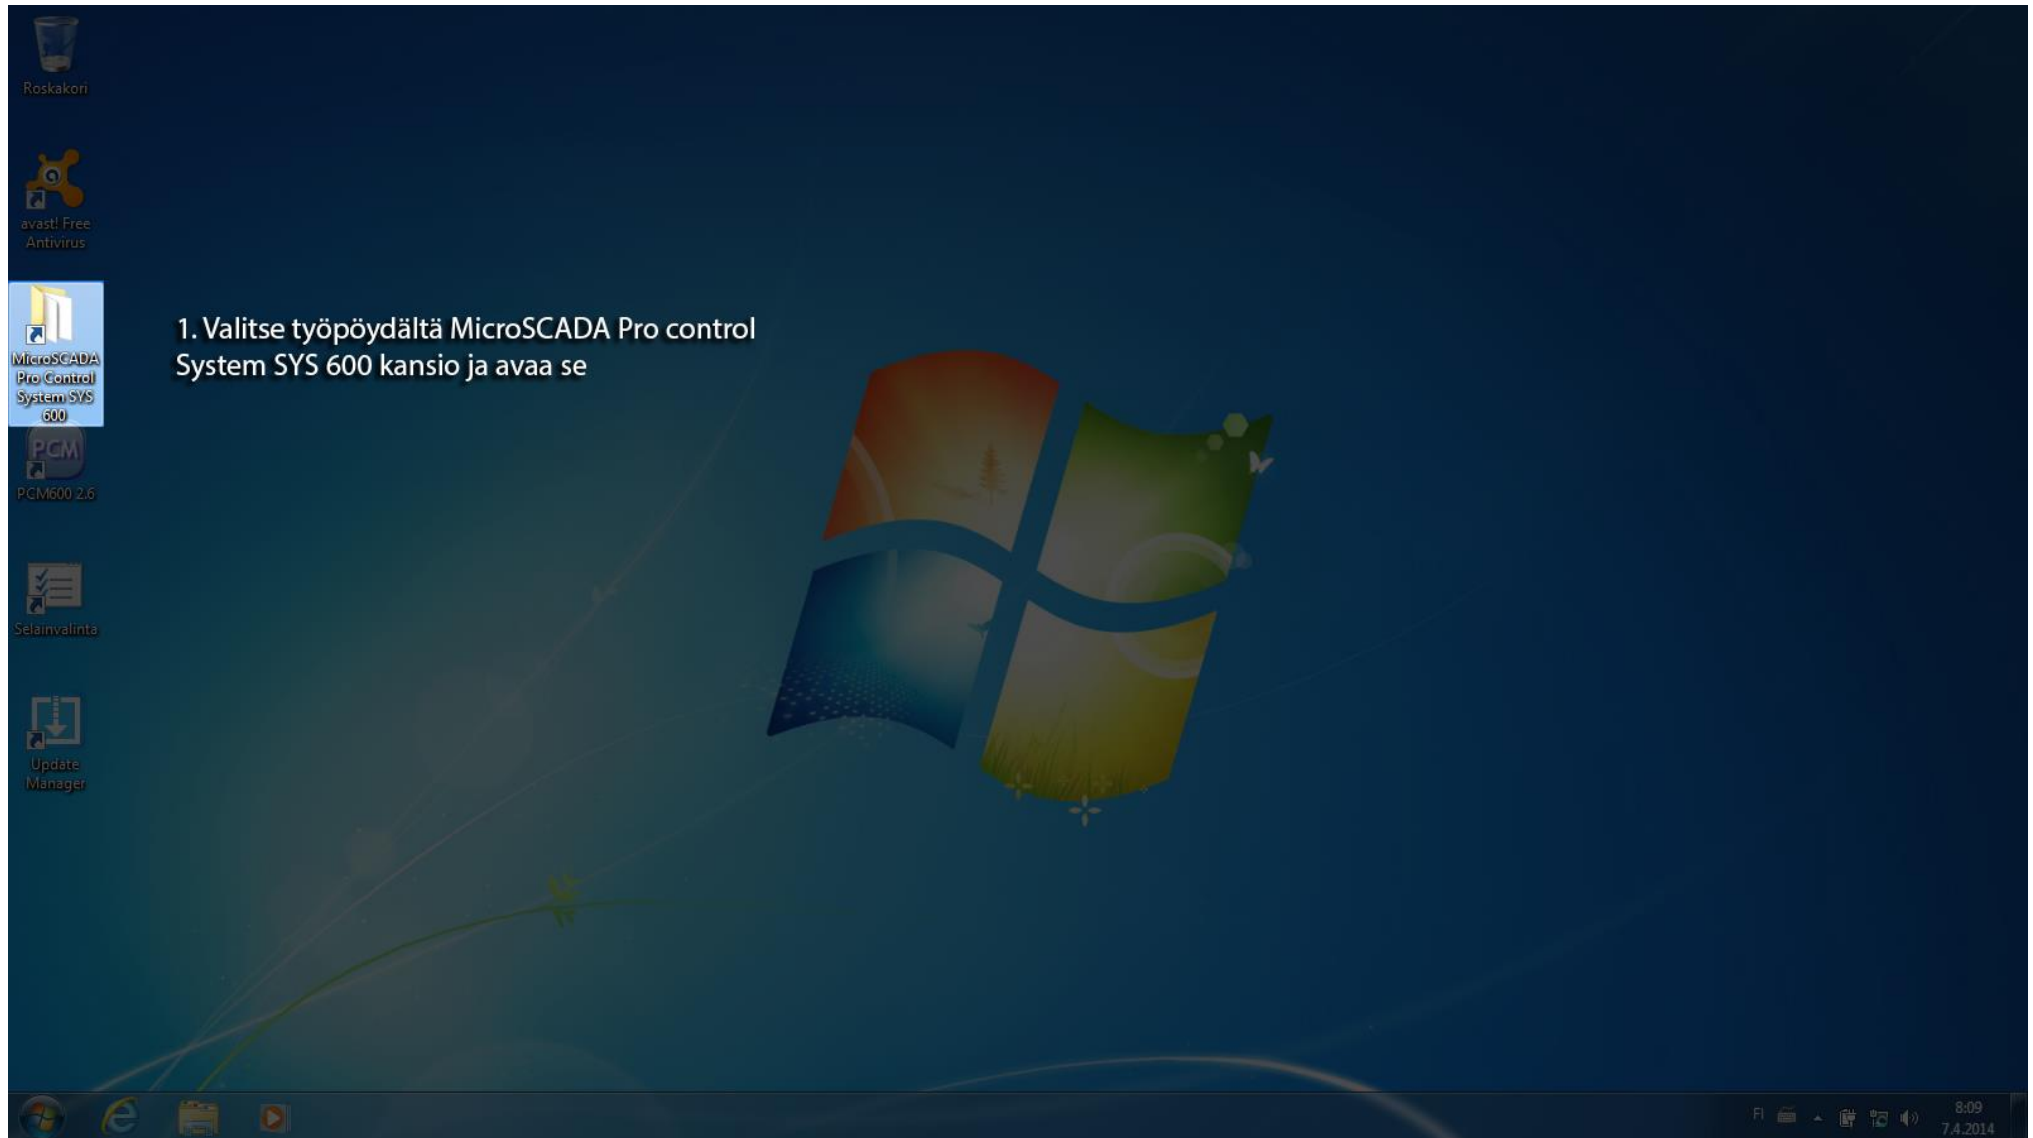 Roskakori
avast! Free
Antivirus
MicroSCADA
Pro Control
System SYS
600
1. Valitse työpöydältä MicroSCADA Pro control
System SYS 600 kansio ja avaa se
PCM
PCM600 2.6
Selainvalinta
Update
Manager
FI
8:09
7.4.2014